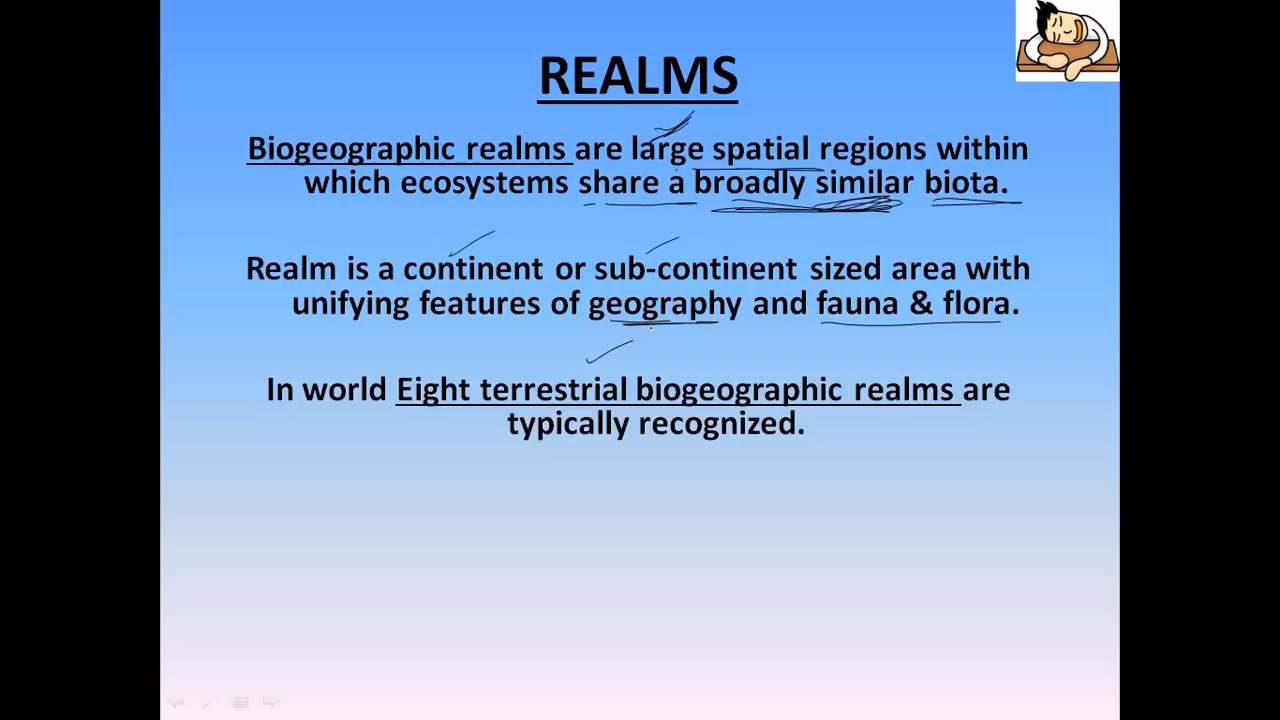 REALMS
Biogeographic realms are large spatial regions within
which ecosystems share a broadly similar biota.
Realm is a continent or sub-continent sized area with
unifying features of geography and fauna & flora.
In world Eight terrestrial biogeographic realms are
typically recognized.